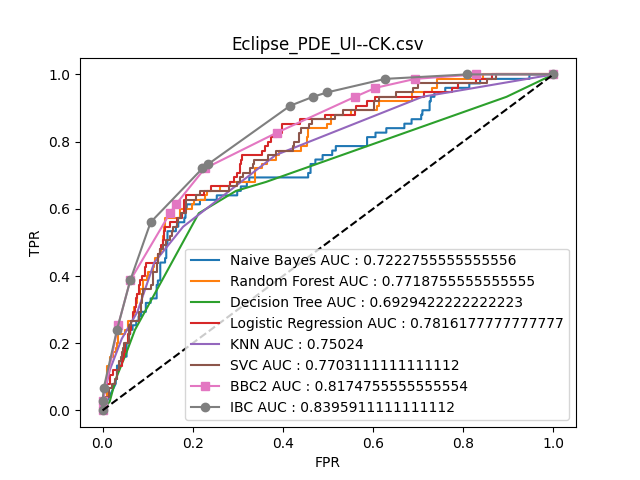 Eclipse_PDE_UI--CK.csv
TPR
1.0
0.8
0.6
0.4
0.2
0.0
Naive Bayes AUC : 0.7222755555555556
Random Forest AUC : 0.7718755555555555
Decision Tree AUC : 0.6929422222222223
Logistic Regression AUC : 0.7816177777777777
KNN AUC : 0.75024
SVC AUC : 0.7703111111111112
BBC2 AUC : 0.8174755555555554
IBC AUC : 0.8395911111111112
0.0 0.2 0.4 0.6 0.8 1.0
FPR